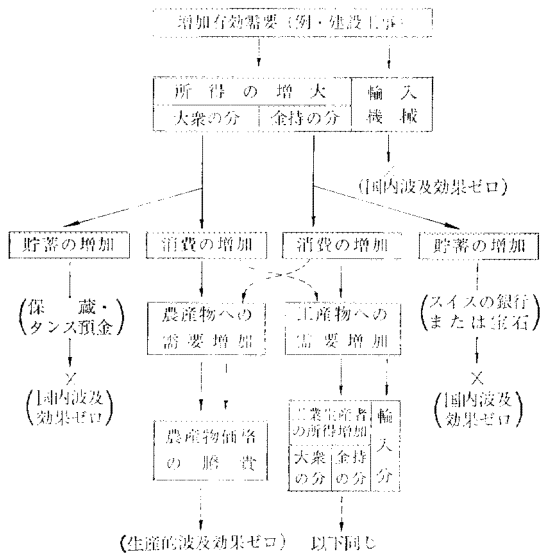 増加有効需要(例・建設工事)
所得の増大
大衆の分
金持の分
輸入
機械
×
(国内波及効果ゼロ)
貯蓄の増加
消費の増加
消費の増加
貯蓄の増加
(保蔵・
タンス預金)
農産物への
需要増加
工産物への
需要増加
(スイスの銀行
または宝石)
×
(国内波及
効果ゼロ)
×
(国内波及
効果ゼロ)
農産物価格
の騰貴
工業生産者
の所得増加
大衆
の分
金持
の分
輸入分
(生産的波及効果ゼロ)
以下同じ